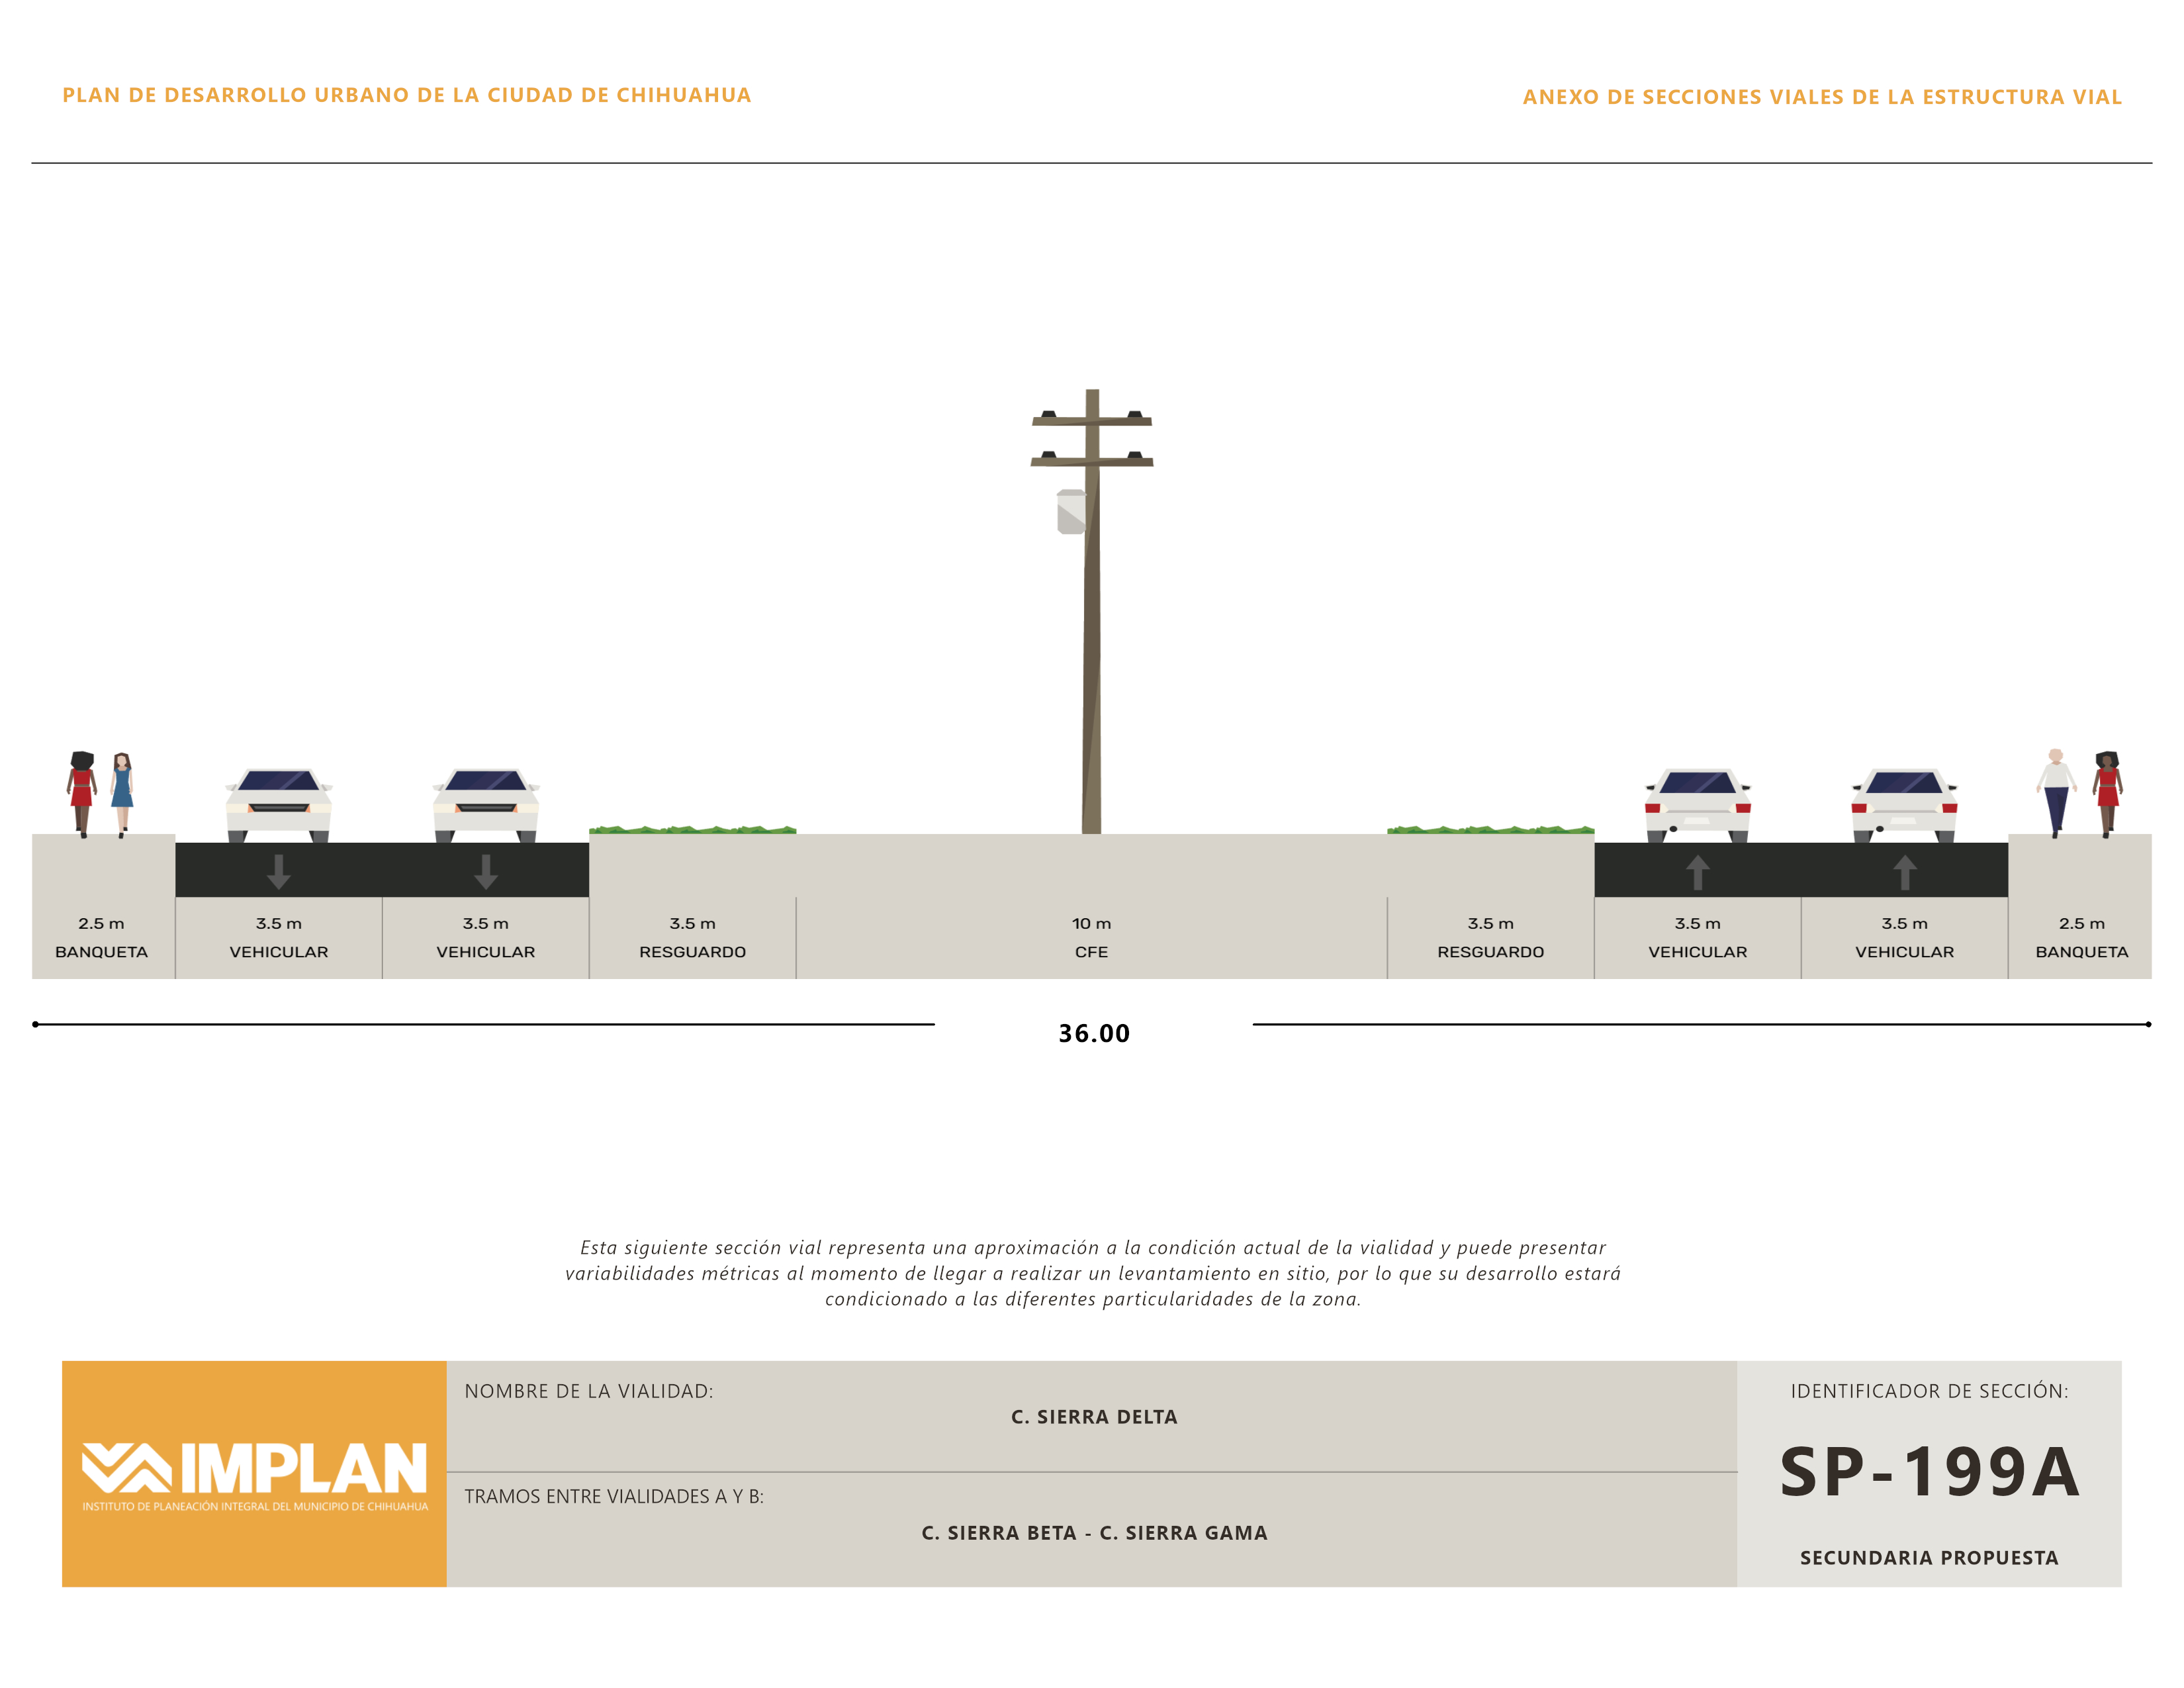 PLAN DE DESARROLLO URBANO DE LA CIUDAD DE CHIHUAHUA
ANEXO DE SECCIONES VIALES DE LA ESTRUCTURA VIAL
2.5 m
BANQUETA
3.5 m
VEHICULAR
3.5 m
VEHICULAR
3.5 m
RESGUARDO
10 m
CFE
3.5 m
RESGUARDO
3.5 m
VEHICULAR
3.5 m
VEHICULAR
2.5 m
BANQUETA
36.00
Esta siguiente sección vial representa una aproximación a la condición actual de la vialidad y puede presentar
variabilidades métricas al momento de llegar a realizar un levantamiento en sitio, por lo que su desarrollo estará
condicionado a las diferentes particularidades de la zona.
IMPLAN
INSTITUTO DE PLANEACIÓN INTEGRAL DEL MUNICIPIO DE CHIHUAHUA
NOMBRE DE LA VIALIDAD:
C. SIERRA DELTA
TRAMOS ENTRE VIALIDADES A Y B:
C. SIERRA BETA - C. SIERRA GAMA
IDENTIFICADOR DE SECCIÓN:
SP-199A
SECUNDARIA PROPUESTA